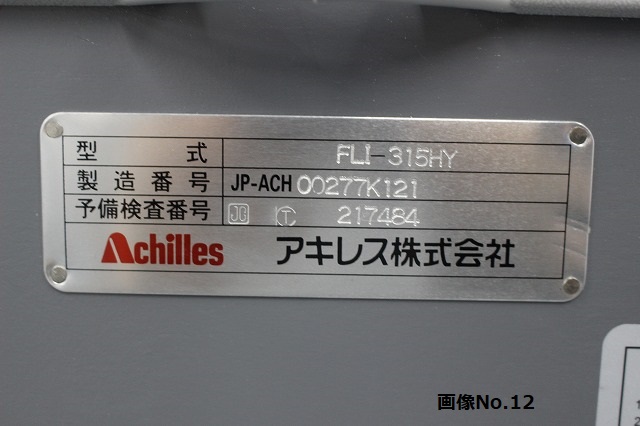 型 式 FLI-315HY
製造番号 JP-ACH 00277K121
予備検査番号 JG T 217484
Achilles アキレス株式会社
画像No.12